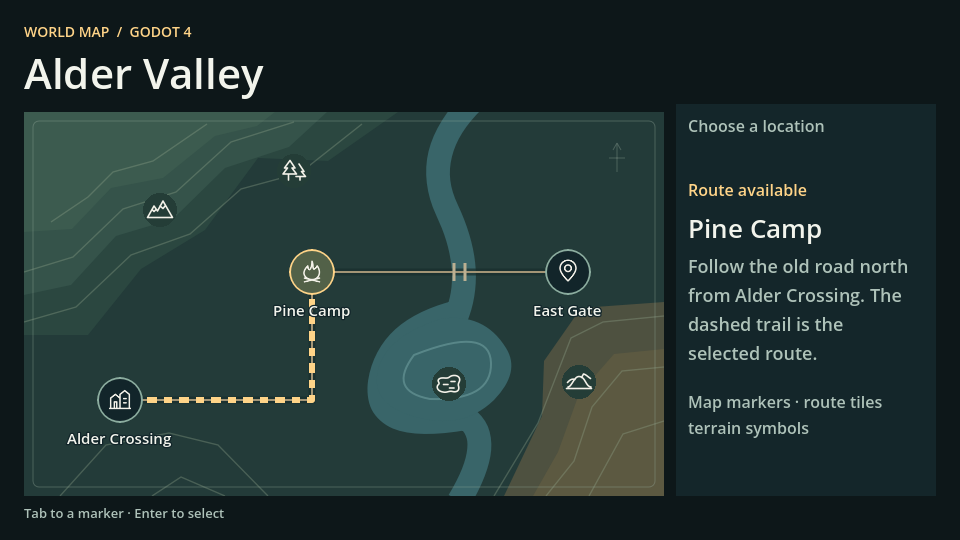 WORLD MAP / GODOT 4
Alder Valley
Choose a location
Route available
Pine Camp
Follow the old road north
from Alder Crossing. The
dashed trail is the
selected route.
Map markers · route tiles
terrain symbols
Pine Camp
East Gate
Alder Crossing
Tab to a marker · Enter to select